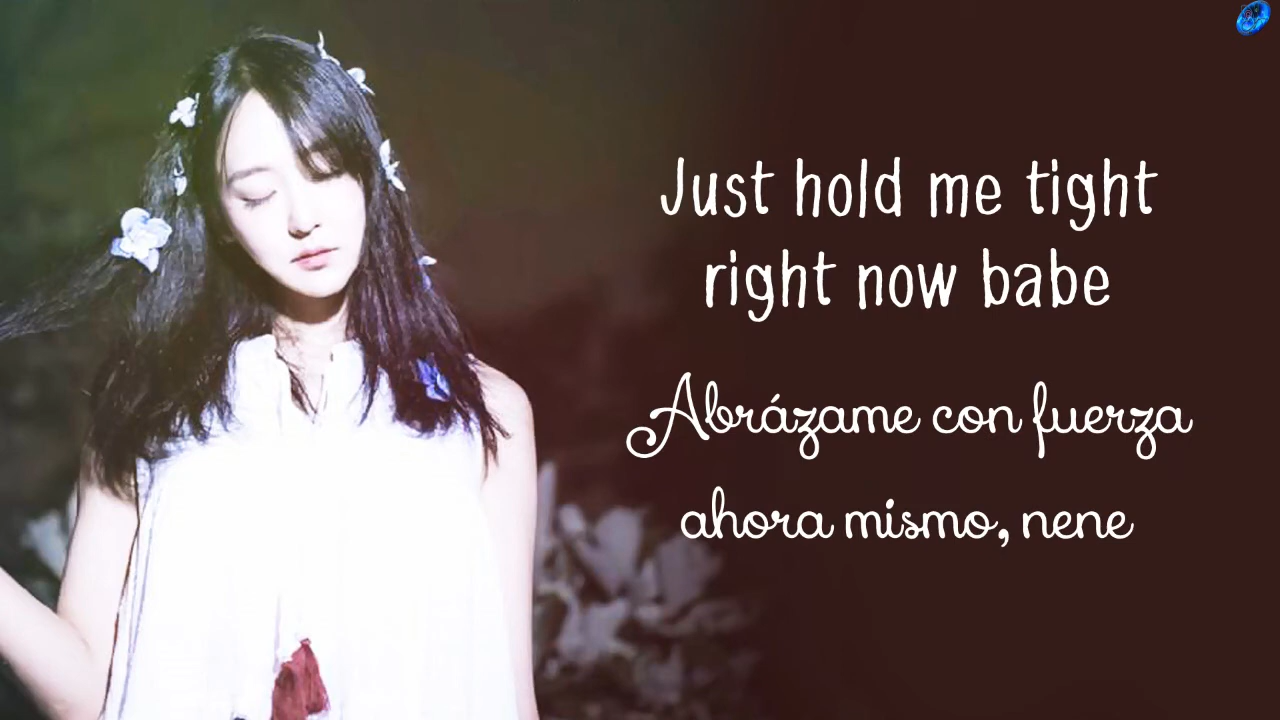 Just hold me tight
right now babe
Abrázame con fuerza
ahora mismo, nene